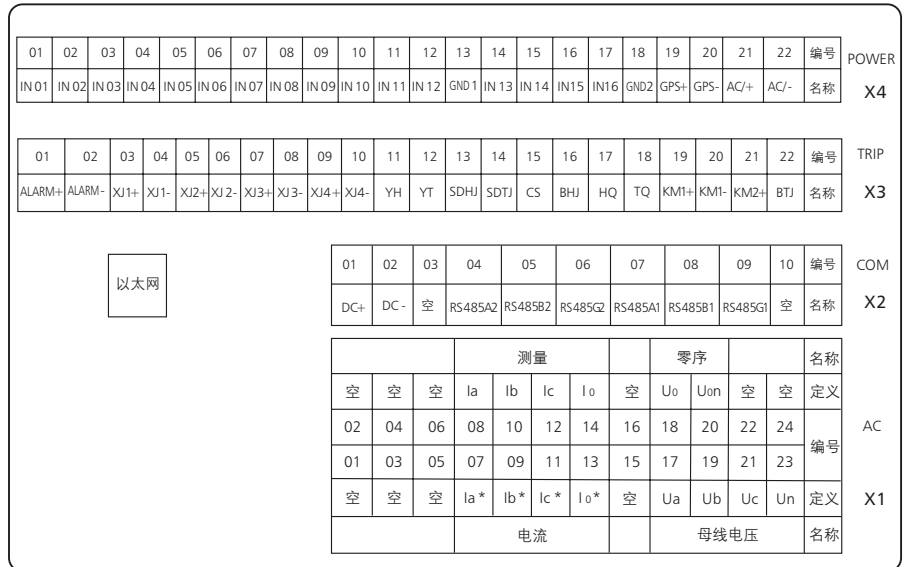 01 02 03 04 05 06 07 08 09 10 11 12 13 14 15 16 17 18 19 20 21 22 编号 POWER
IN 01 IN 02 IN 03 IN 04 IN 05 IN 06 IN 07 IN 08 IN 09 IN 10 IN 11 IN 12 GND 1 IN 13 IN 14 IN15 IN16 GND2 GPS+ GPS- AC/+ AC/- 名称 X4
01 02 03 04 05 06 07 08 09 10 11 12 13 14 15 16 17 18 19 20 21 22 编号 TRIP
ALARM+ ALARM- XJ1+ XJ1- XJ2+ XJ 2- XJ3+ XJ3- XJ4+ XJ4- YH YT SDHJ SDTJ CS BHJ HQ TQ KM1+ KM1- KM2+ BTJ 名称 X3
以太网
01 02 03 04 05 06 07 08 09 10 编号 COM
DC+ DC - 空 RS485A2 RS485B2 RS485G2 RS485A1 RS485B1 RS485G1 空 名称 X2
测量 零序 名称
空 空 空 Ia Ib Ic I0 空 U0 U0n 空 空 定义
02 04 06 08 10 12 14 16 18 20 22 24 编号 AC
01 03 05 07 09 11 13 15 17 19 21 23
空 空 空 Ia* Ib* Ic* I0* 空 Ua Ub Uc Un 定义 X1
电流 母线电压 名称